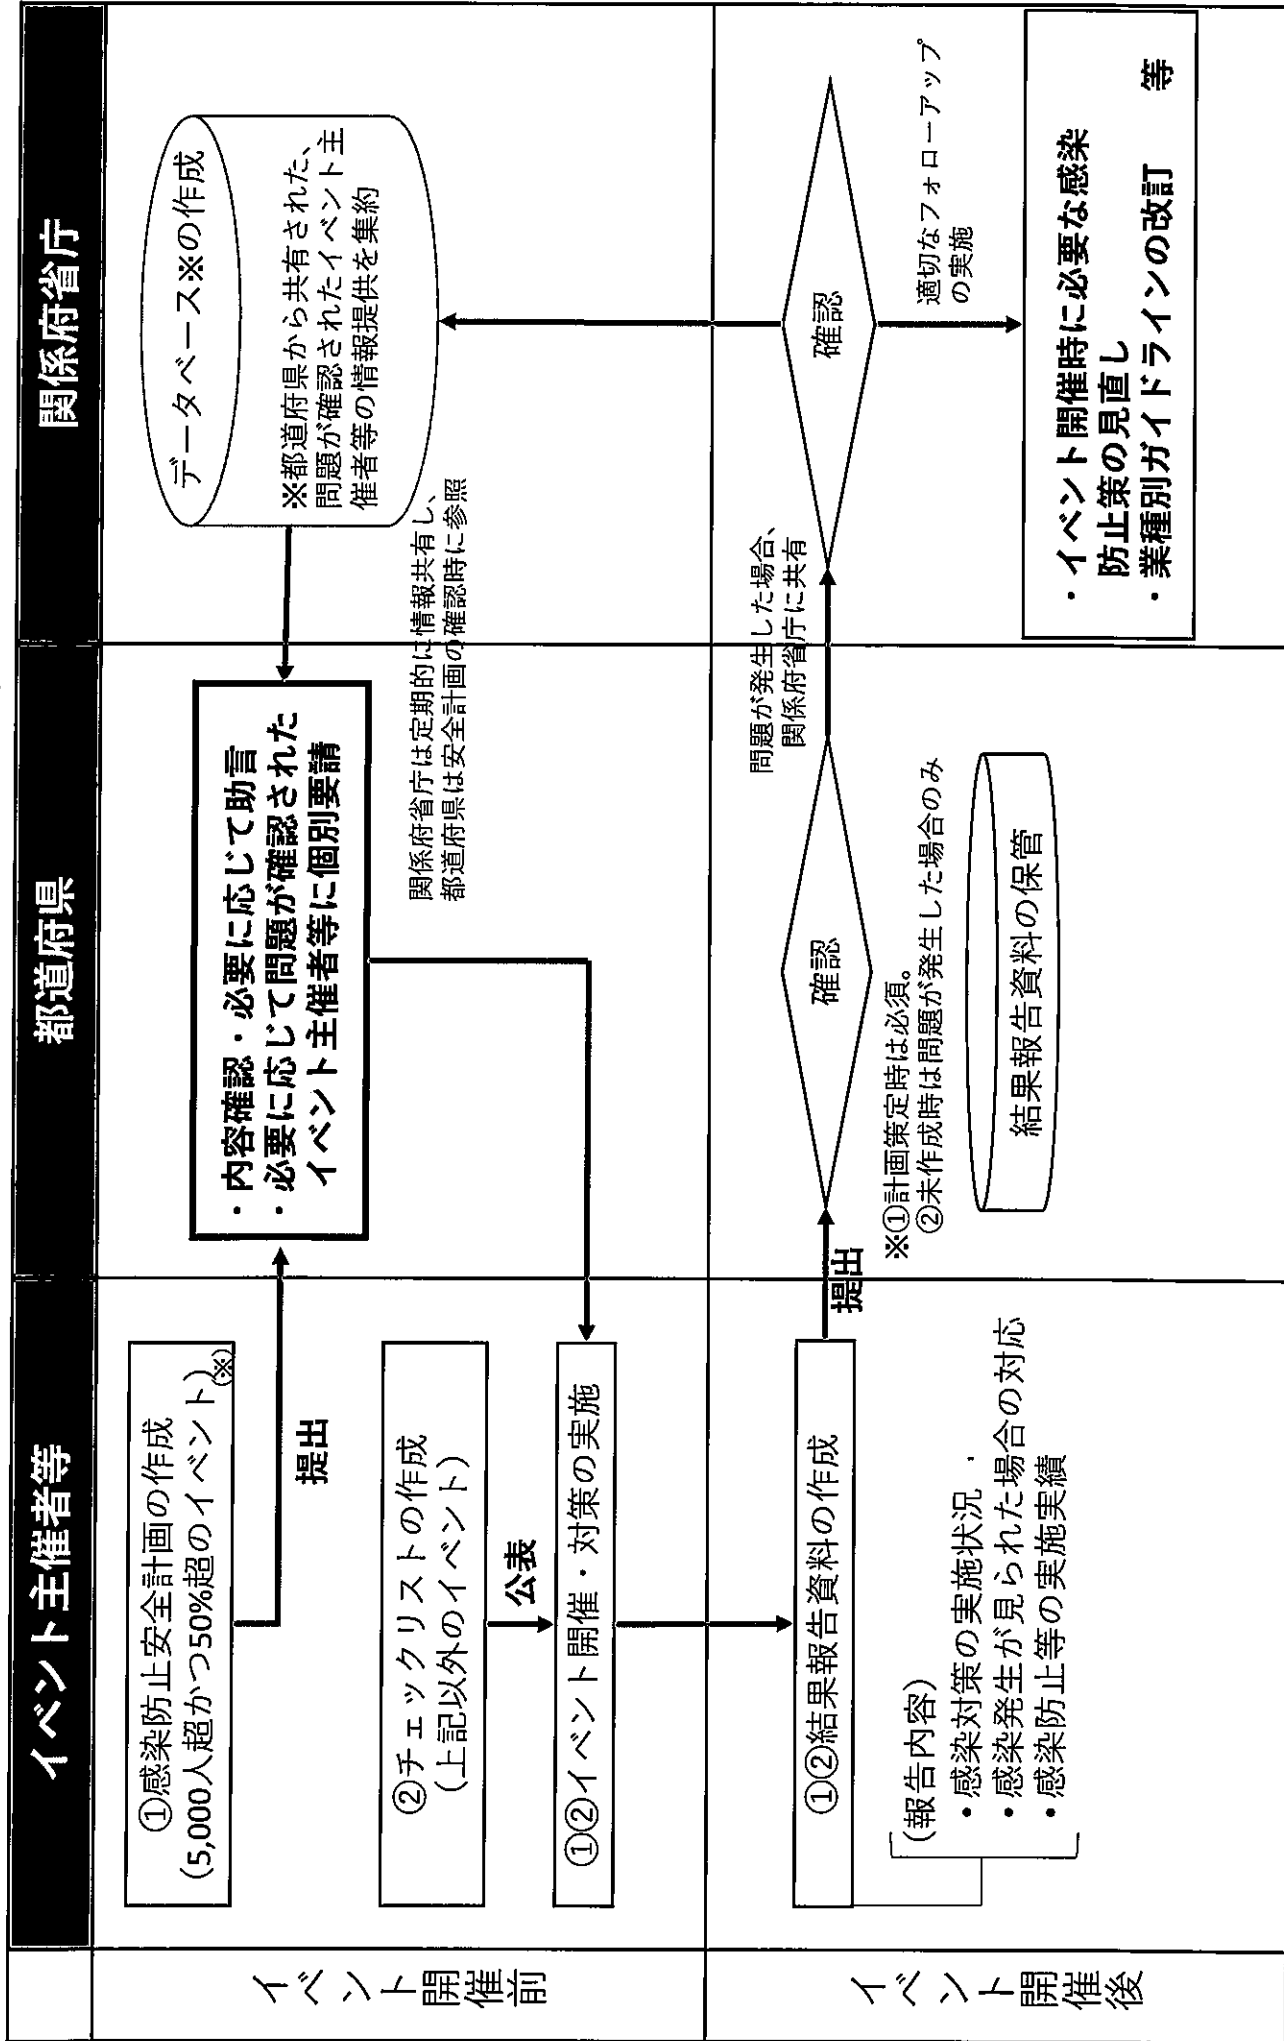 イベント主催者等
都道府県
関係府省庁
イベント開催前
①感染防止安全計画の作成
(5,000人超かつ50%超のイベント)(※)
提出
②チェックリストの作成
(上記以外のイベント)
公表
①②イベント開催・対策の実施
・内容確認・必要に応じて助言
・必要に応じて問題が確認された
イベント主催者等に個別要請
関係府省庁は定期的に情報共有し、
都道府県は安全計画の確認時に参照
データベース※の作成
※都道府県から共有された、
問題が確認されたイベント主
催者等の情報提供を集約
イベント開催後
①②結果報告資料の作成
(報告内容)
・感染対策の実施状況
・感染発生が見られた場合の対応
・感染防止等の実施実績
提出
確認
※①計画策定時は必須。
②未作成時は問題が発生した場合のみ
結果報告資料の保管
問題が発生した場合、
関係府省庁に共有
確認
適切なフォローアップ
の実施
・イベント開催時に必要な感染
防止策の見直し
・業種別ガイドラインの改訂 等